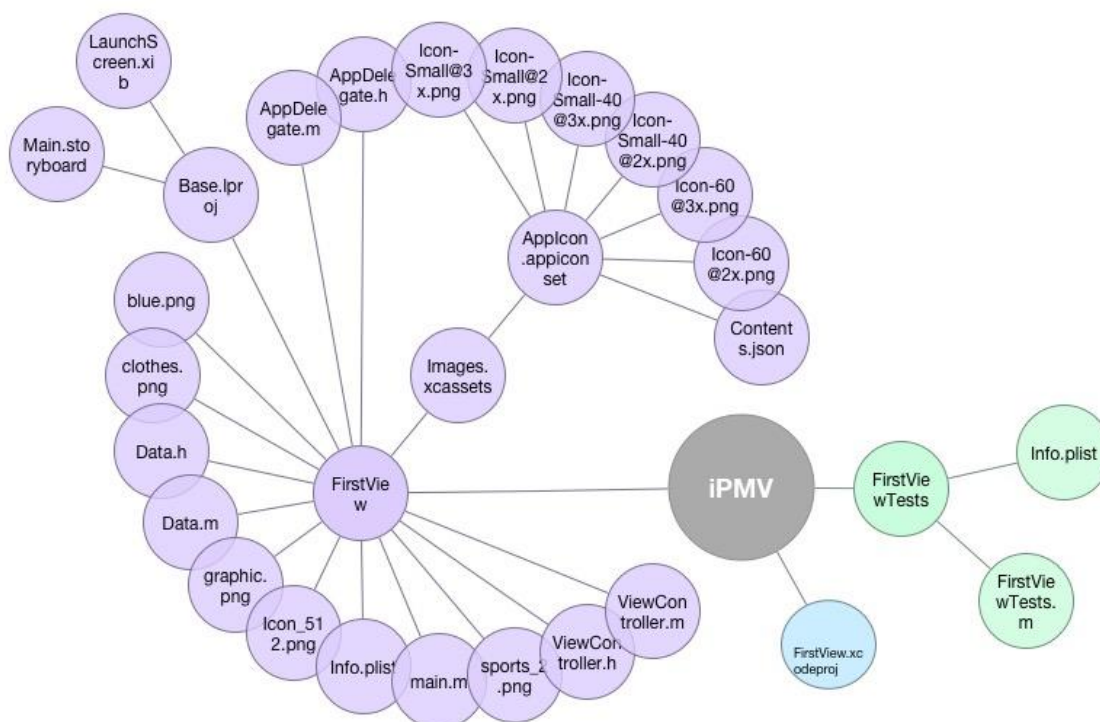 LaunchS
creen.xi
b
Main.sto
ryboard
Base.lpr
oj
AppDele
gate.m
AppDele
gate.h
Icon-
Small@3
x.png
Icon-
Small@2
x.png
Icon-
Small-40
@3x.png
Icon-
Small-40
@2x.png
Icon-60
@3x.png
Icon-60
@2x.png
Content
s.json
AppIcon
.appicon
set
Images.
xcassets
blue.png
clothes.
png
Data.h
Data.m
graphic.
png
Icon_51
2.png
Info.plist
main.m
sports_2
.png
ViewCon
troller.h
ViewCon
troller.m
FirstVie
w
iPMV
FirstVie
wTests
Info.plist
FirstVie
wTests.
m
FirstView.xc
odeproj